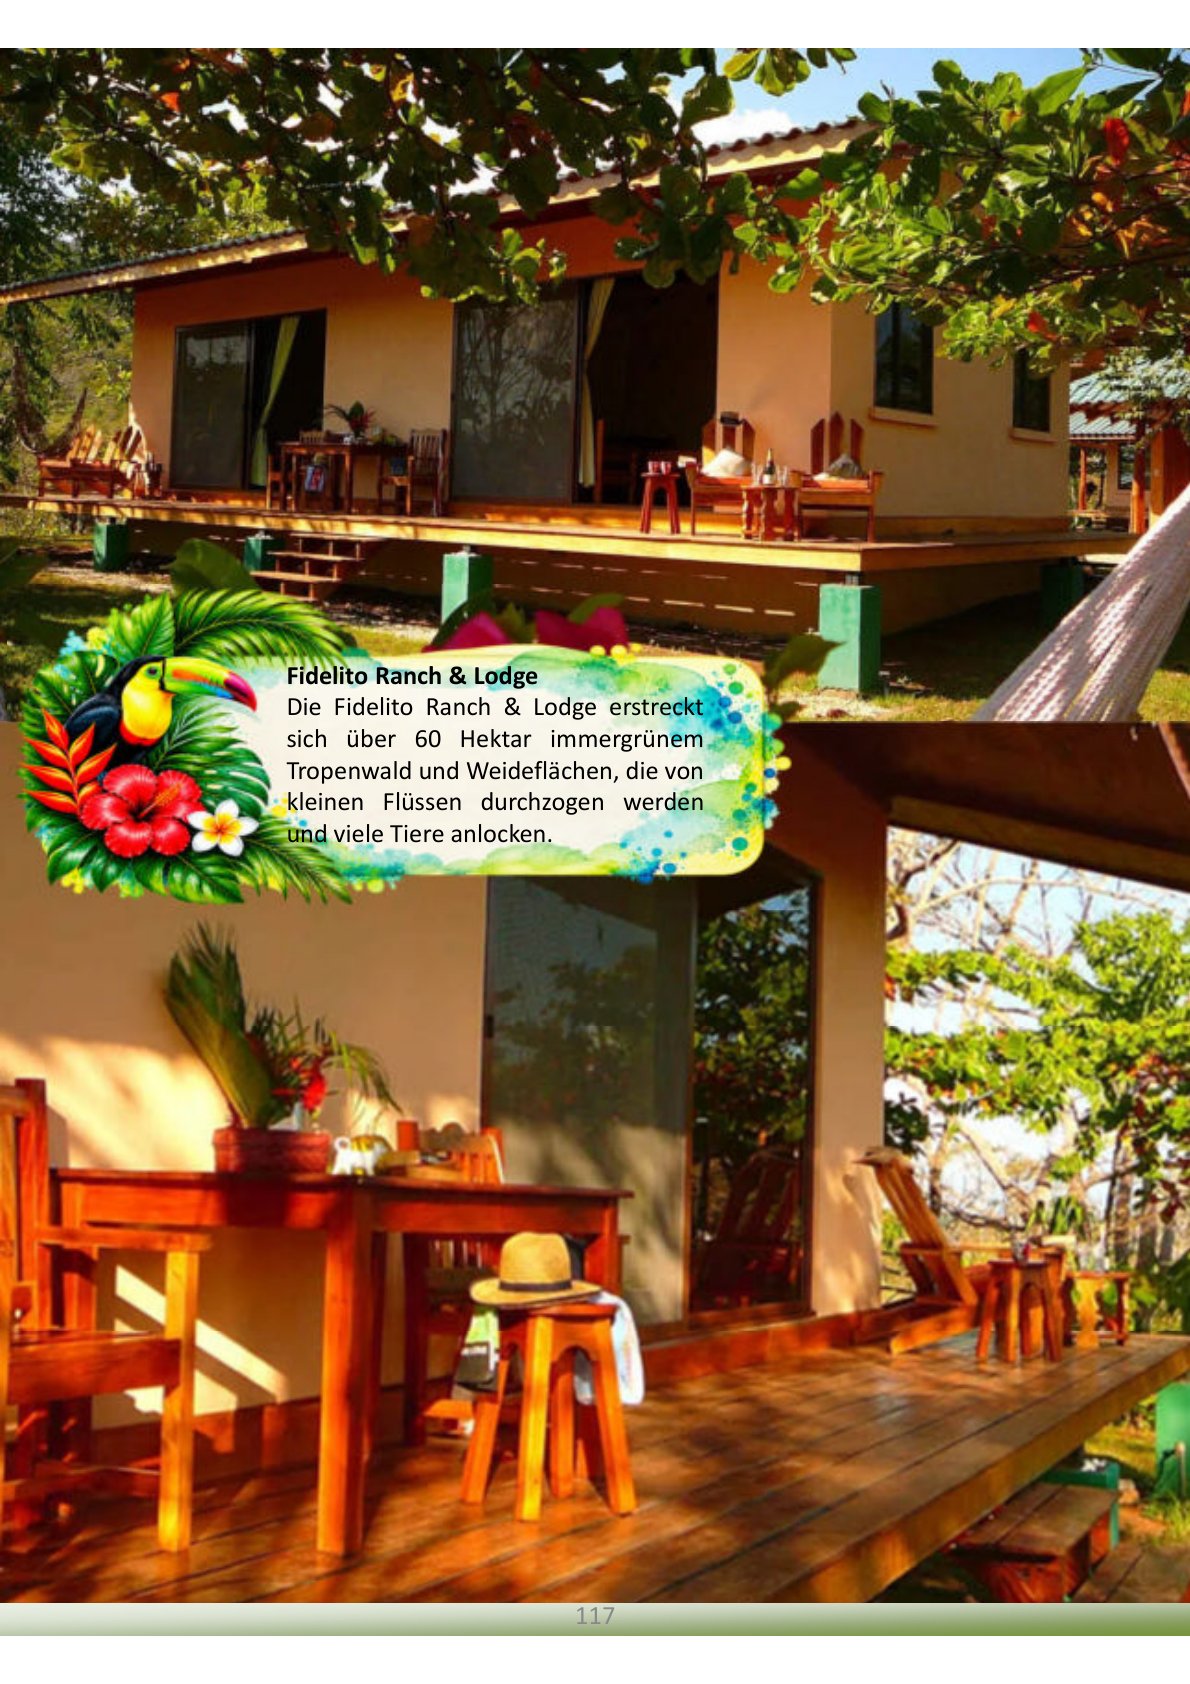 Fidelito Ranch & Lodge
Die Fidelito Ranch & Lodge erstreckt
sich über 60 Hektar immergrünem
Tropenwald und Weideflächen, die von
kleinen Flüssen durchzogen werden
und viele Tiere anlocken.
117